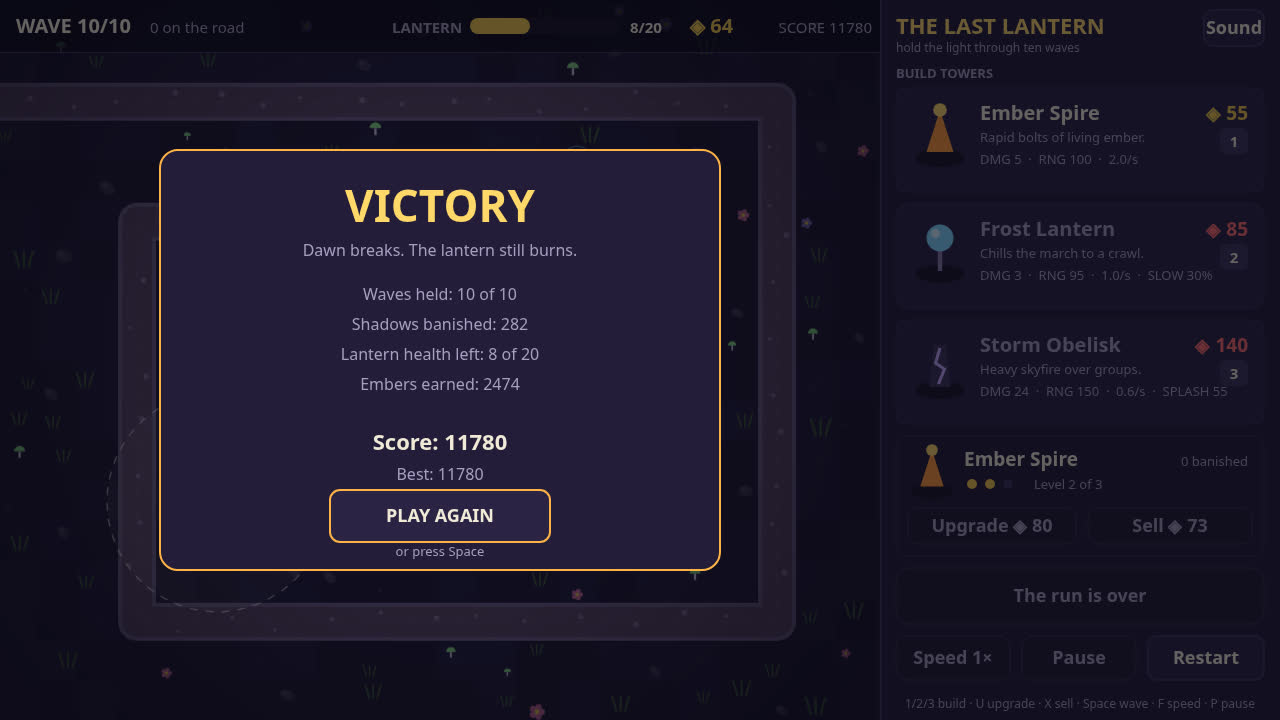 WAVE 10/10 0 on the road LANTERN 8/20 ◈ 64 SCORE 11780
THE LAST LANTERN
hold the light through ten waves
Sound
BUILD TOWERS
Ember Spire ◈ 55
Rapid bolts of living ember. 1
DMG 5 · RNG 100 · 2.0/s
Frost Lantern ◈ 85
Chills the march to a crawl. 2
DMG 3 · RNG 95 · 1.0/s · SLOW 30%
Storm Obelisk ◈ 140
Heavy skyfire over groups. 3
DMG 24 · RNG 150 · 0.6/s · SPLASH 55
Ember Spire 0 banished
Level 2 of 3
Upgrade ◈ 80 Sell ◈ 73
The run is over
Speed 1× Pause Restart
1/2/3 build · U upgrade · X sell · Space wave · F speed · P pause
VICTORY
Dawn breaks. The lantern still burns.
Waves held: 10 of 10
Shadows banished: 282
Lantern health left: 8 of 20
Embers earned: 2474
Score: 11780
Best: 11780
PLAY AGAIN
or press Space